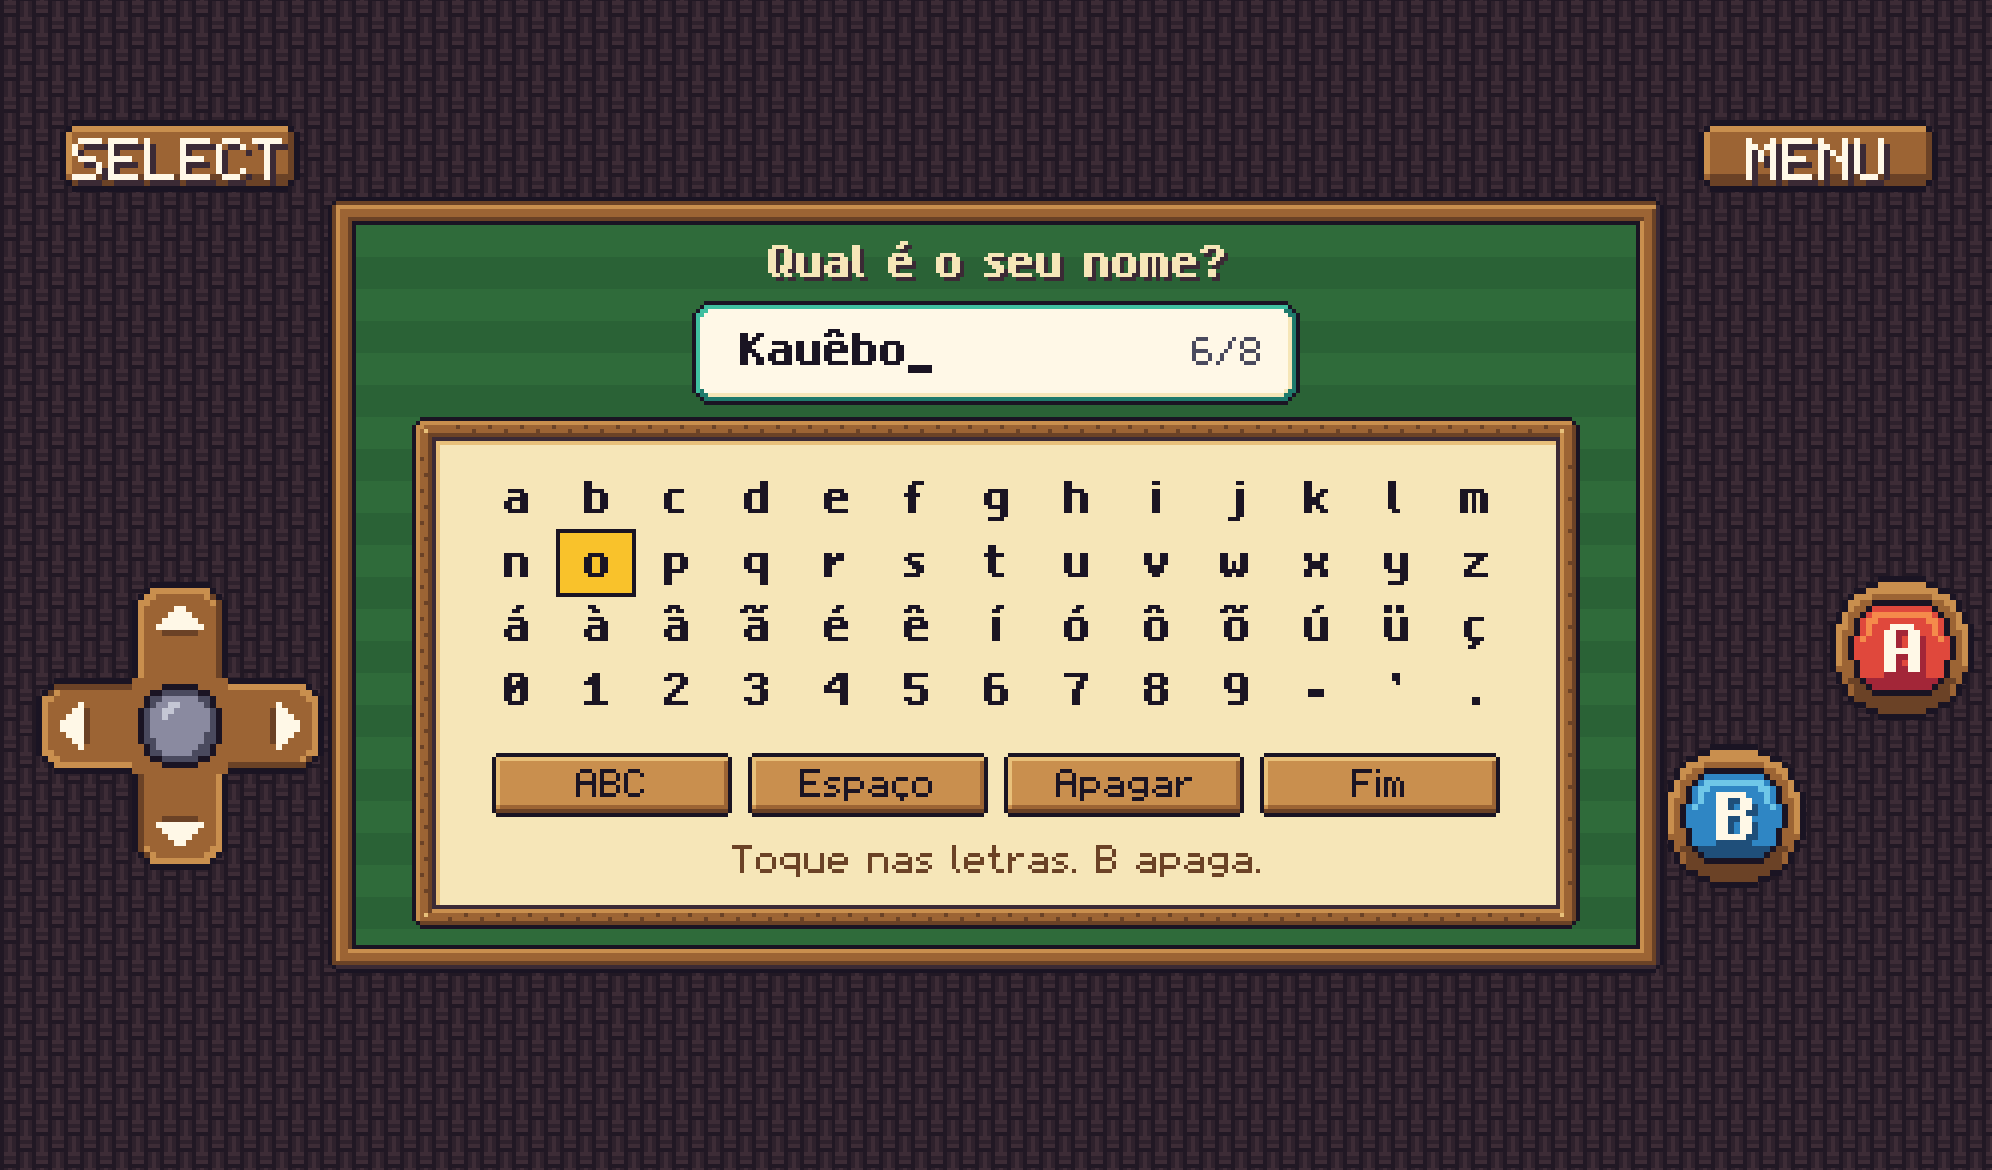 SELECT
MENU
Qual é o seu nome?
Kauêbo_ 6/8
a b c d e f g h i j k l m
n o p q r s t u v w x y z
á à â ã é ê í ó ô õ ú ü ç
0 1 2 3 4 5 6 7 8 9 - ' .
ABC Espaço Apagar Fim
Toque nas letras. B apaga.
A
B